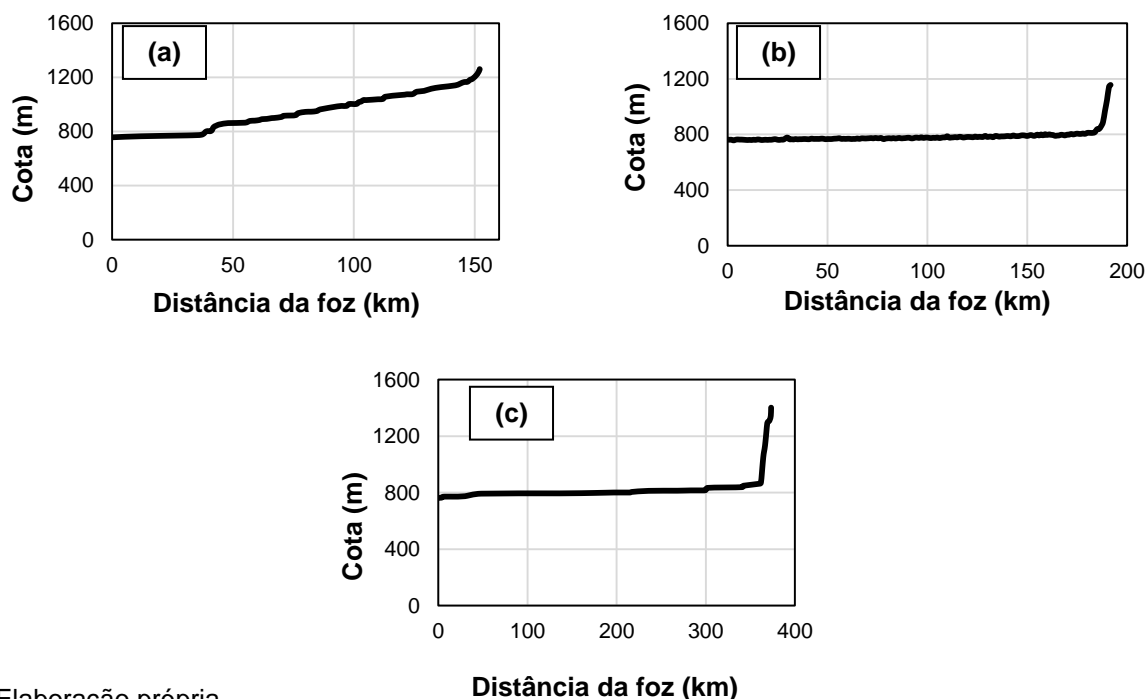 (a)
1600
1200
800
400
0
0 50 100 150
Cota (m)
Distância da foz (km)
(b)
1600
1200
800
400
0
0 50 100 150 200
Cota (m)
Distância da foz (km)
(c)
1600
1200
800
400
0
0 100 200 300 400
Cota (m)
Distância da foz (km)
Elaboração própria